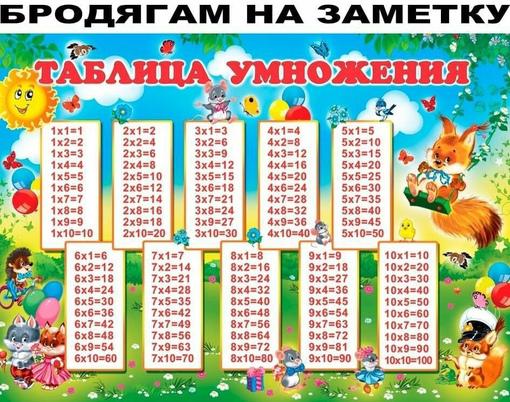 БРОДЯГАМ НА ЗАМЕТКУ
ТАБЛИЦА УМНОЖЕНИЯ
1x1=1
1x2=2
1x3=3
1x4=4
1x5=5
1x6=6
1x7=7
1x8=8
1x9=9
1x10=10
2x1=2
2x2=4
2x3=6
2x4=8
2x5=10
2x6=12
2x7=14
2x8=16
2x9=18
2x10=20
3x1=3
3x2=6
3x3=9
3x4=12
3x5=15
3x6=18
3x7=21
3x8=24
3x9=27
3x10=30
4x1=4
4x2=8
4x3=12
4x4=16
4x5=20
4x6=24
4x7=28
4x8=32
4x9=36
4x10=40
5x1=5
5x2=10
5x3=15
5x4=20
5x5=25
5x6=30
5x7=35
5x8=40
5x9=45
5x10=50
6x1=6
6x2=12
6x3=18
6x4=24
6x5=30
6x6=36
6x7=42
6x8=48
6x9=54
6x10=60
7x1=7
7x2=14
7x3=21
7x4=28
7x5=35
7x6=42
7x7=49
7x8=56
7x9=63
7x10=70
8x1=8
8x2=16
8x3=24
8x4=32
8x5=40
8x6=48
8x7=56
8x8=64
8x9=72
8x10=80
9x1=9
9x2=18
9x3=27
9x4=36
9x5=45
9x6=54
9x7=63
9x8=72
9x9=81
9x10=90
10x1=10
10x2=20
10x3=30
10x4=40
10x5=50
10x6=60
10x7=70
10x8=80
10x9=90
10x10=100